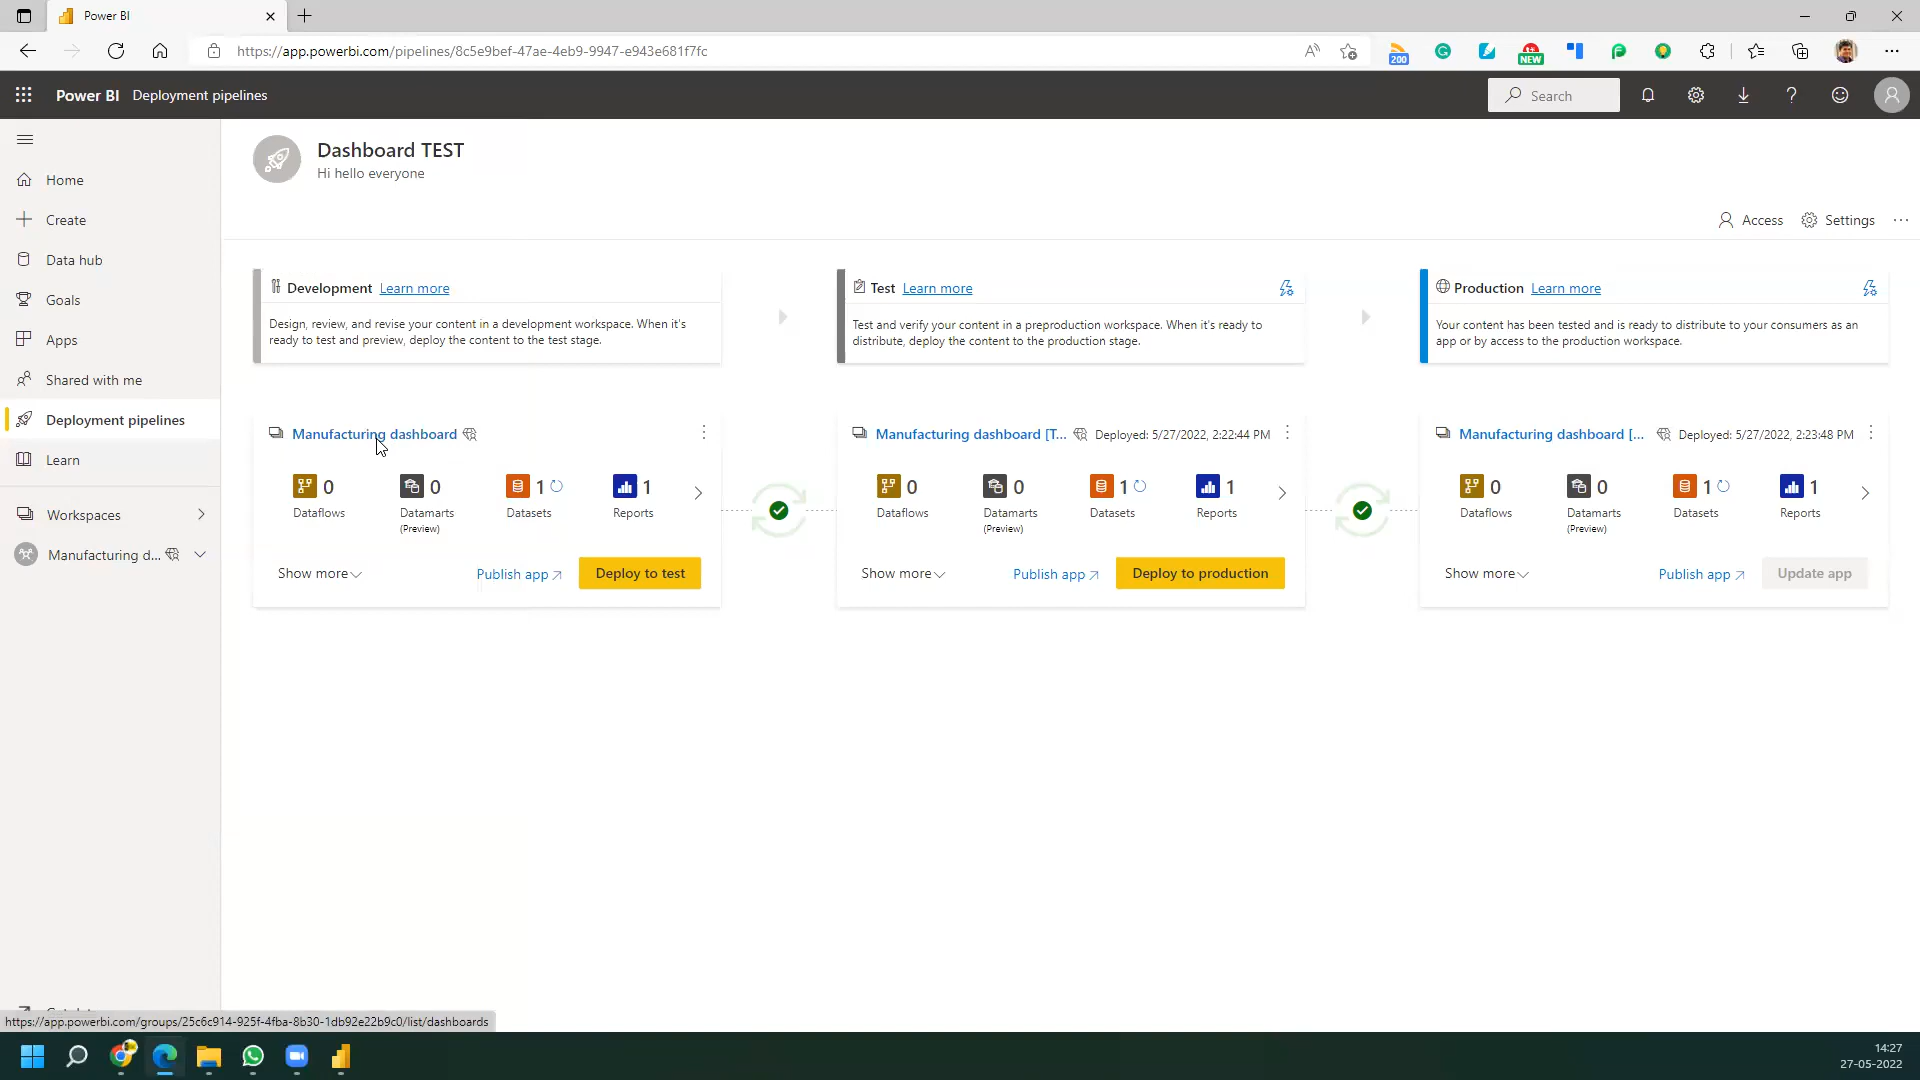 Power BI
https://app.powerbi.com/pipelines/8c5e9bef-47ae-4eb9-9947-e943e681f7fc
200
NEW
Power BI Deployment pipelines
Search
Home
Create
Data hub
Goals
Apps
Shared with me
Deployment pipelines
Learn
Workspaces
Manufacturing d...
Dashboard TEST
Hi hello everyone
Access Settings
Development Learn more
Design, review, and revise your content in a development workspace. When it's
ready to test and preview, deploy the content to the test stage.
Test Learn more
Test and verify your content in a preproduction workspace. When it's ready to
distribute, deploy the content to the production stage.
Production Learn more
Your content has been tested and is ready to distribute to your consumers as an
app or by access to the production workspace.
Manufacturing dashboard
0 0 1 1
Dataflows Datamarts Datasets Reports
(Preview)
Show more Publish app Deploy to test
Manufacturing dashboard [T... Deployed: 5/27/2022, 2:22:44 PM
0 0 1 1
Dataflows Datamarts Datasets Reports
(Preview)
Show more Publish app Deploy to production
Manufacturing dashboard [... Deployed: 5/27/2022, 2:23:48 PM
0 0 1 1
Dataflows Datamarts Datasets Reports
(Preview)
Show more Publish app Update app
https://app.powerbi.com/groups/25c6c914-925f-4fba-8b30-1db92e22b9c0/list/dashboards
14:27
27-05-2022